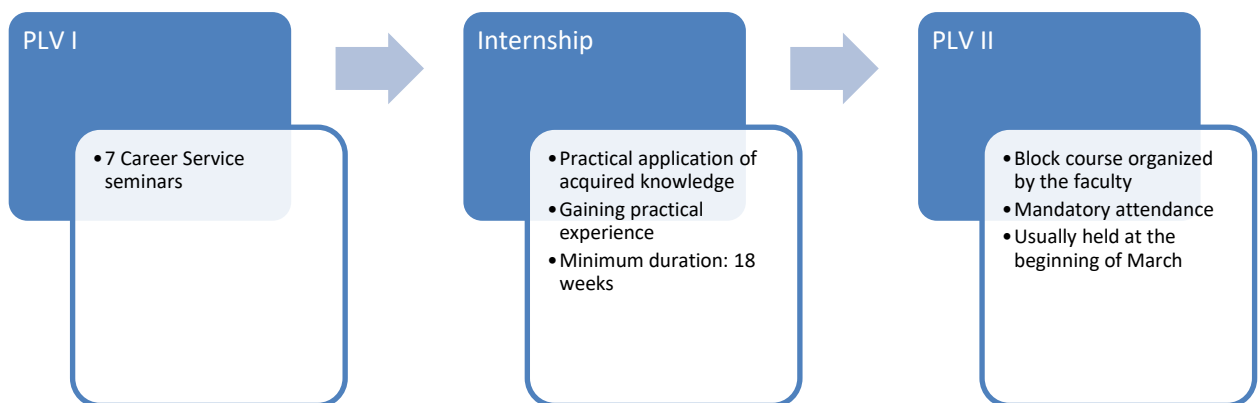 PLV I
• 7 Career Service
seminars
Internship
• Practical application of
acquired knowledge
• Gaining practical
experience
• Minimum duration: 18
weeks
PLV II
• Block course organized
by the faculty
• Mandatory attendance
• Usually held at the
beginning of March